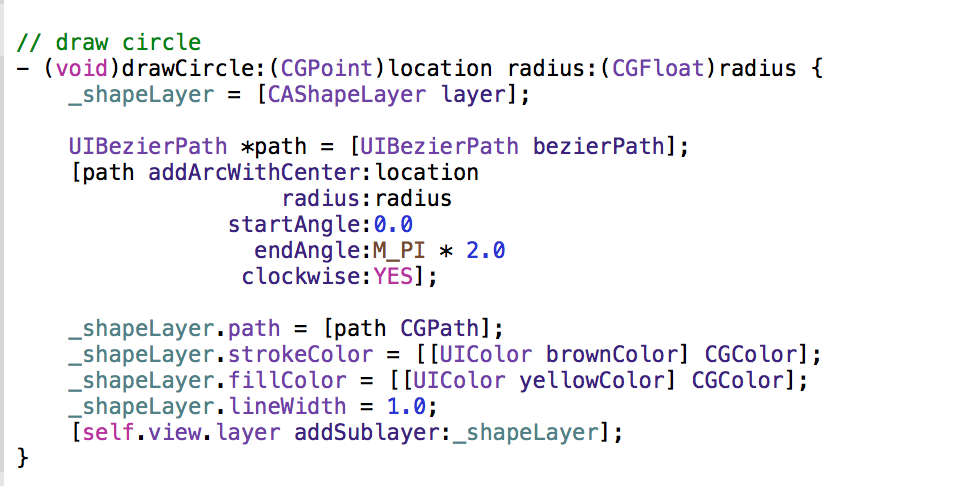 // draw circle
- (void)drawCircle:(CGPoint)location radius:(CGFloat)radius {
    _shapeLayer = [CAShapeLayer layer];

    UIBezierPath *path = [UIBezierPath bezierPath];
    [path addArcWithCenter:location
                    radius:radius
                startAngle:0.0
                  endAngle:M_PI * 2.0
                 clockwise:YES];

    _shapeLayer.path = [path CGPath];
    _shapeLayer.strokeColor = [[UIColor brownColor] CGColor];
    _shapeLayer.fillColor = [[UIColor yellowColor] CGColor];
    _shapeLayer.lineWidth = 1.0;
    [self.view.layer addSublayer:_shapeLayer];
}